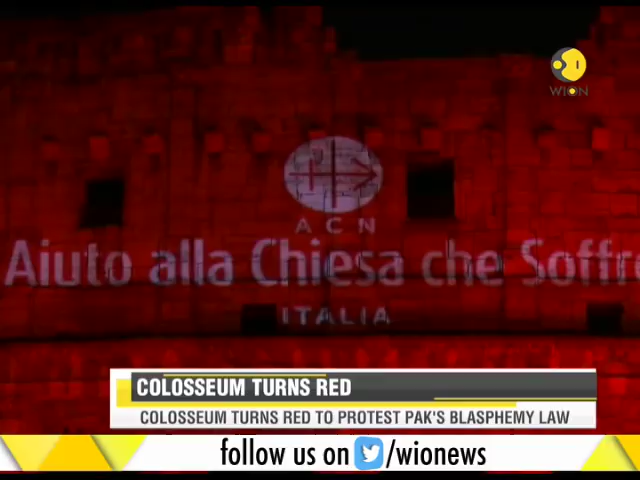 WION
ACN
Aiuto alla Chiesa che Soffre
ITALIA
COLOSSEUM TURNS RED
COLOSSEUM TURNS RED TO PROTEST PAK'S BLASPHEMY LAW
follow us on /wionews